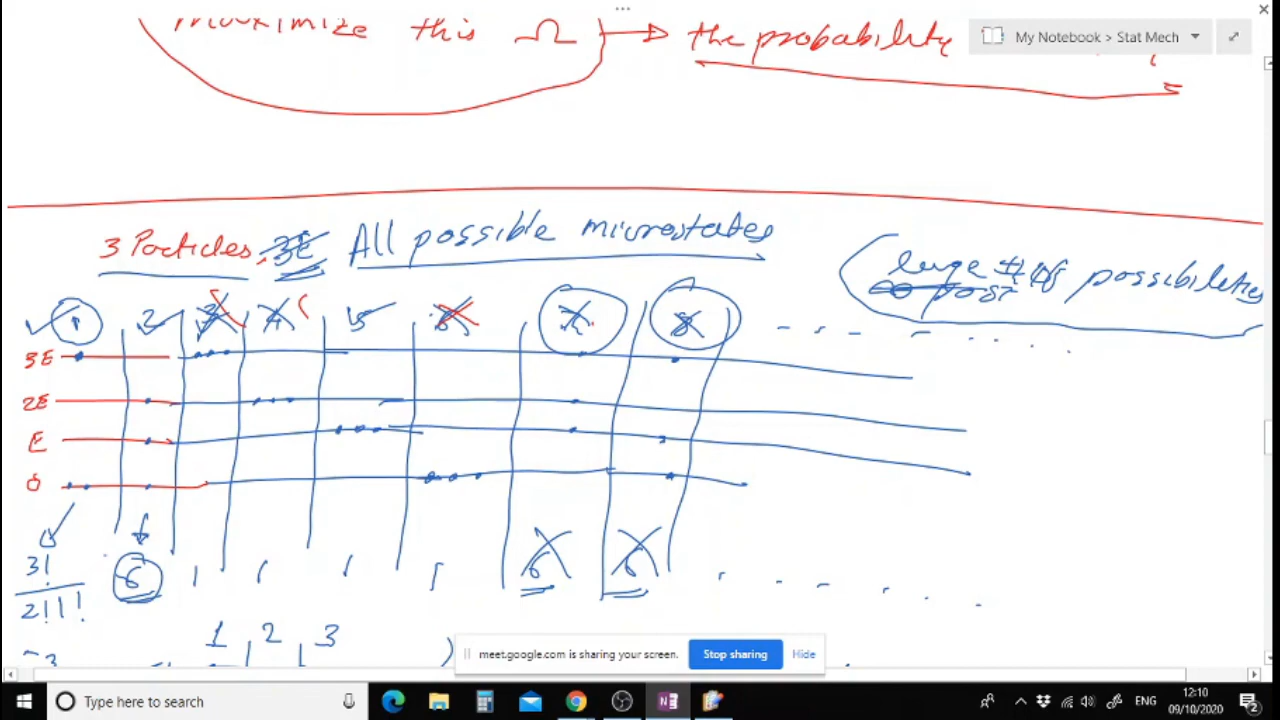 maximize this Ω → the probability
My Notebook > Stat Mech
3 Particles, 3E All possible microstates
large # of possibilities
1 2 3 4 5 6 7 8
3E
2E
E
0
3! 6 1 1 1 1 6 6
2!1!
3
1 2 3
meet.google.com is sharing your screen. Stop sharing Hide
Type here to search
ENG
12:10
09/10/2020
2